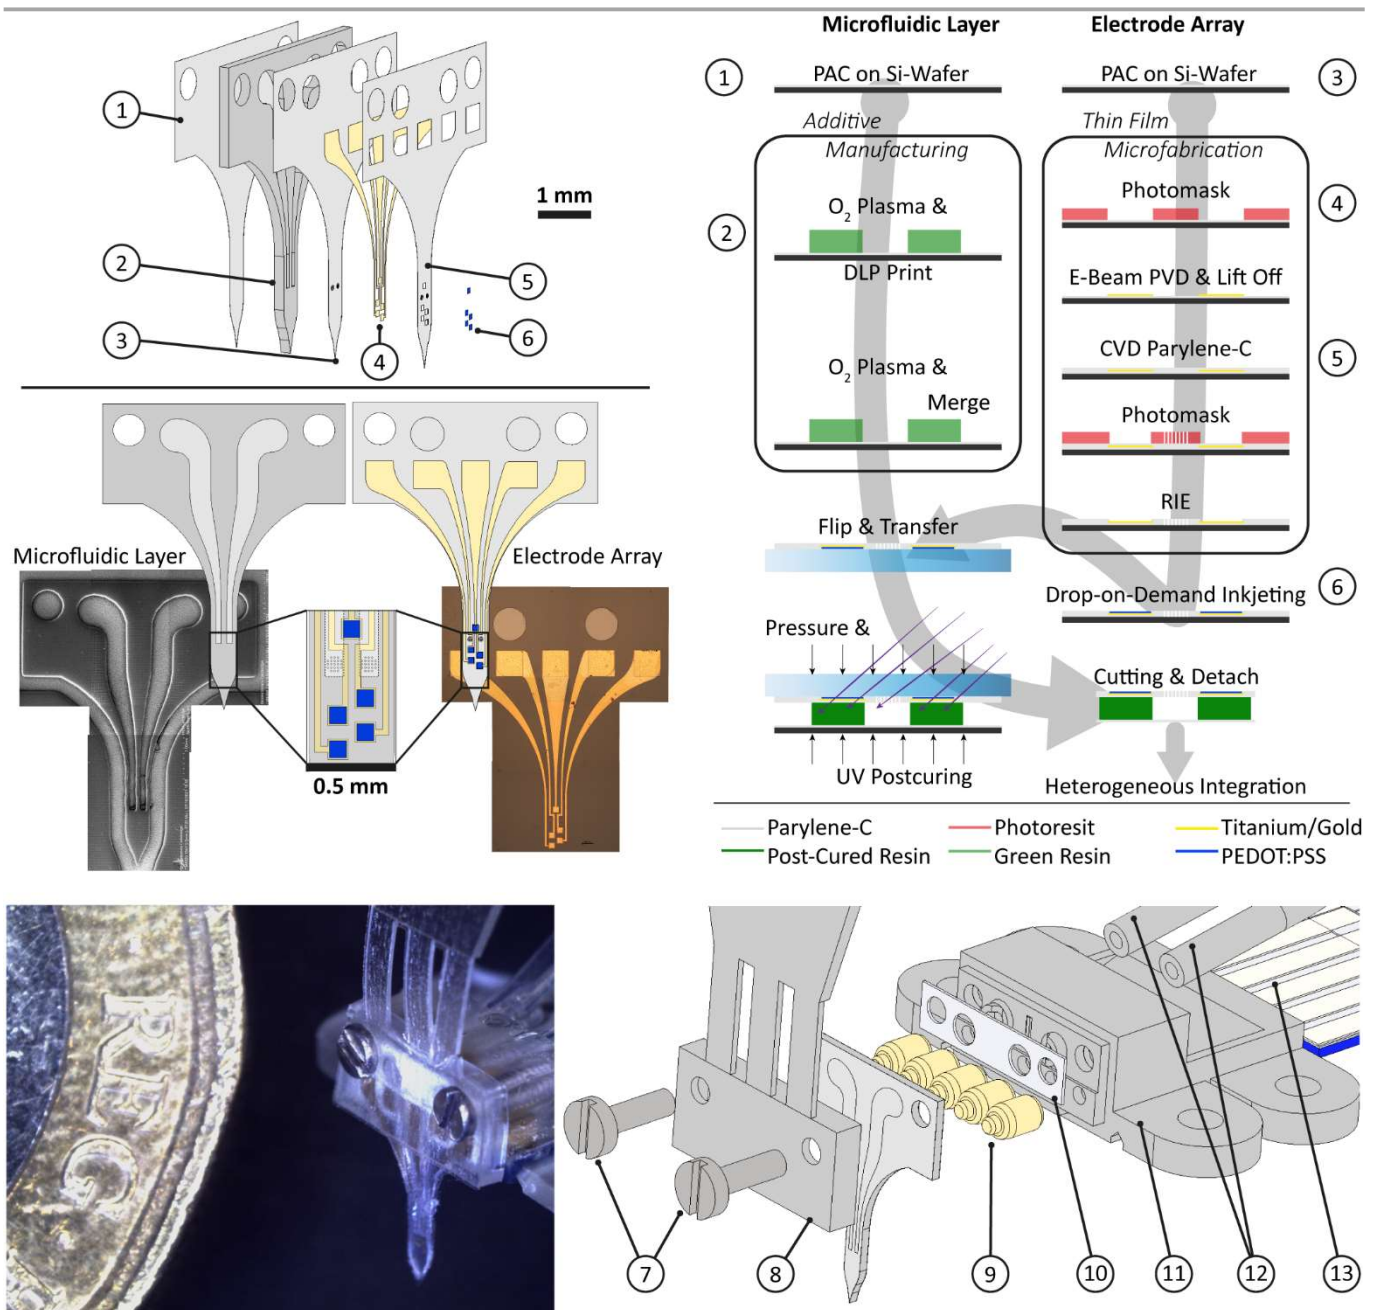 Microfluidic Layer
Electrode Array
1
2
3
4
5
6
1 mm
Microfluidic Layer
Electrode Array
0.5 mm
1
PAC on Si-Wafer
PAC on Si-Wafer
3
Additive
Manufacturing
Thin Film
Microfabrication
2
O2 Plasma &
DLP Print
O2 Plasma &
Merge
Photomask
4
E-Beam PVD & Lift Off
CVD Parylene-C
5
Photomask
RIE
Flip & Transfer
Drop-on-Demand Inkjeting
6
Pressure &
UV Postcuring
Cutting & Detach
Heterogeneous Integration
Parylene-C
Photoresit
Titanium/Gold
Post-Cured Resin
Green Resin
PEDOT:PSS
7
8
9
10
11
12
13